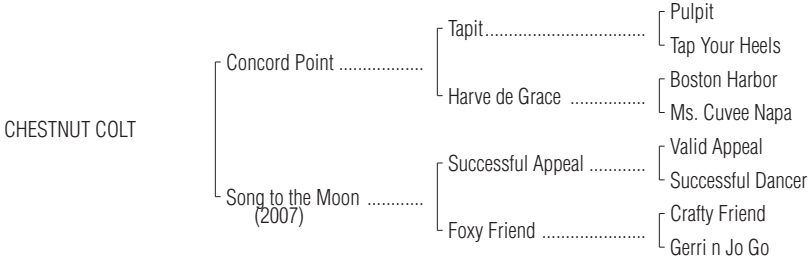 Pulpit
Tapit..................................
Tap Your Heels
Concord Point ..................
Boston Harbor
Harve de Grace ................
Ms. Cuvee Napa
CHESTNUT COLT
Valid Appeal
Successful Appeal ............
Successful Dancer
Song to the Moon ............
(2007)
Crafty Friend
Foxy Friend ......................
Gerri n Jo Go